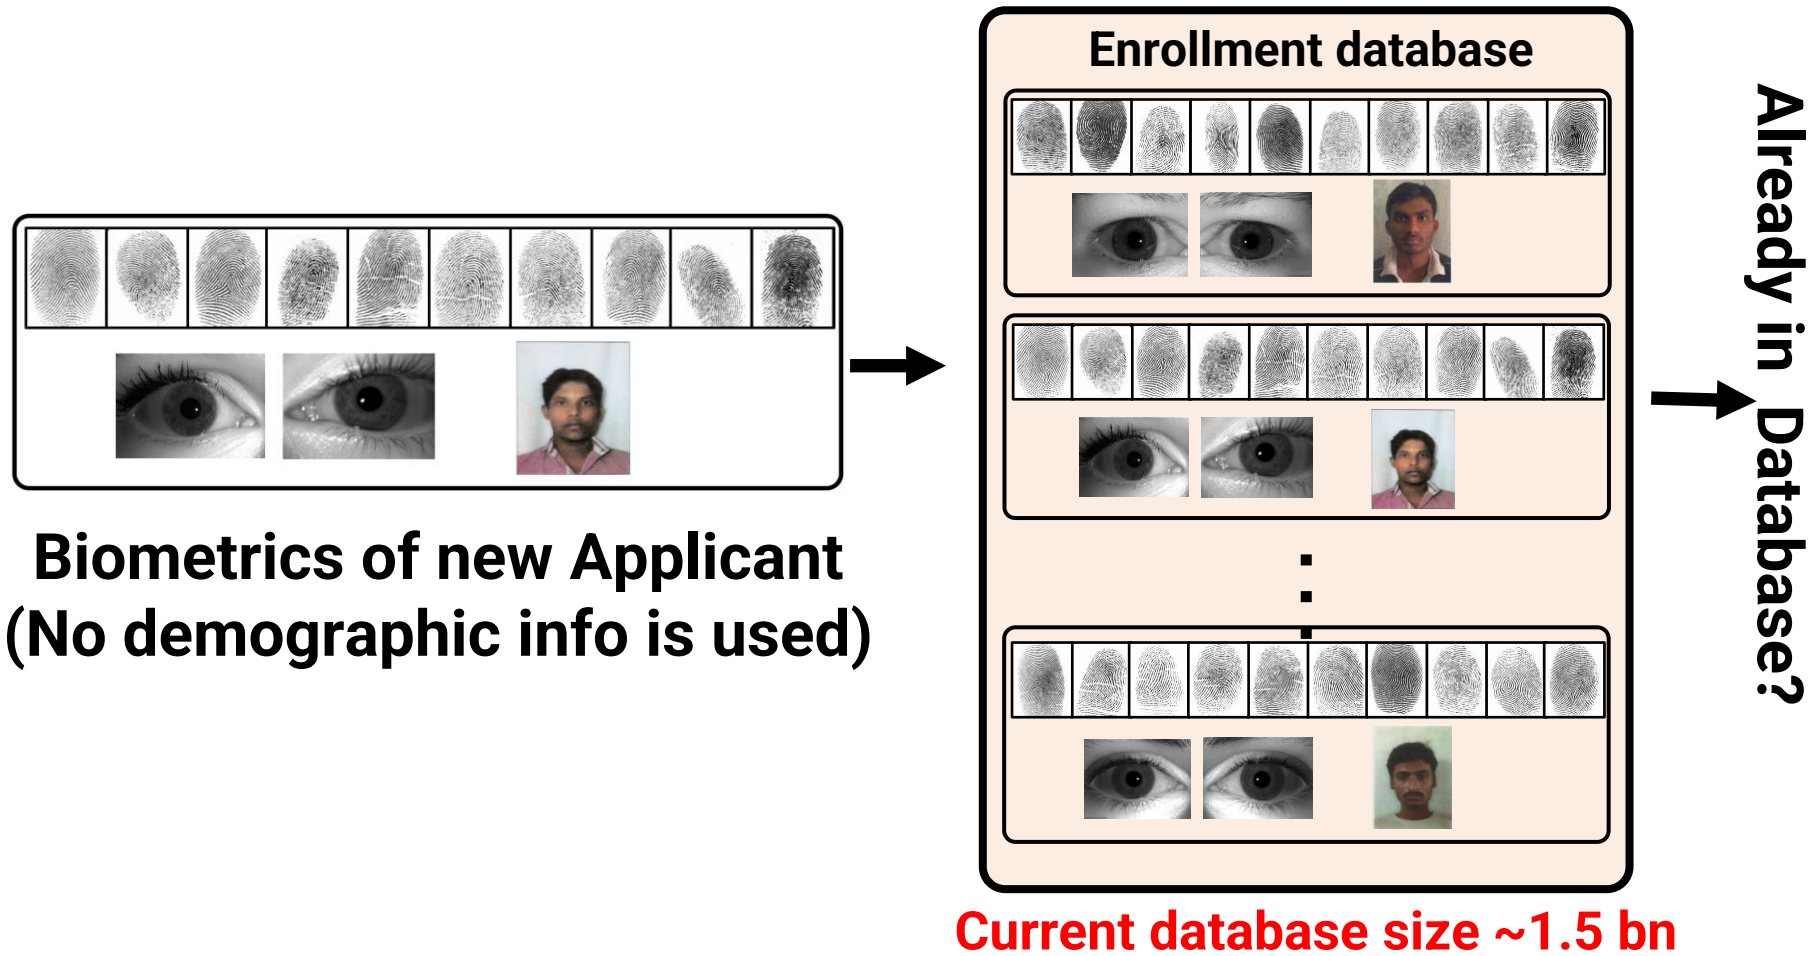 Enrollment database
Biometrics of new Applicant
(No demographic info is used)
Already in Database?
Current database size ~1.5 bn